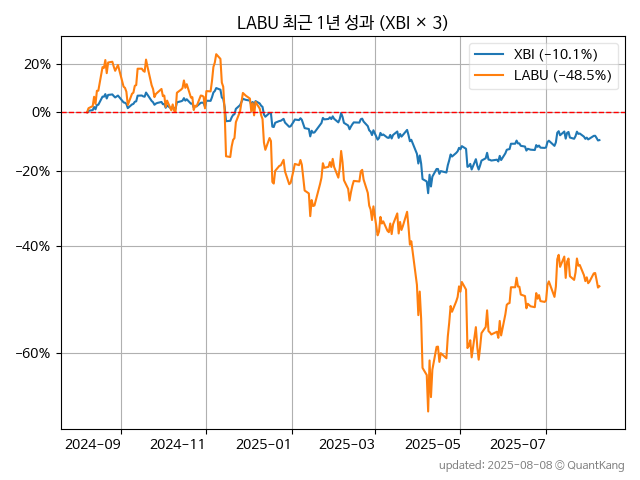 LABU 최근 1년 성과 (XBI × 3)
XBI (−10.1%)
LABU (−48.5%)
20%
0%
−20%
−40%
−60%
2024−09
2024−11
2025−01
2025−03
2025−05
2025−07
updated: 2025−08−08 © QuantKang